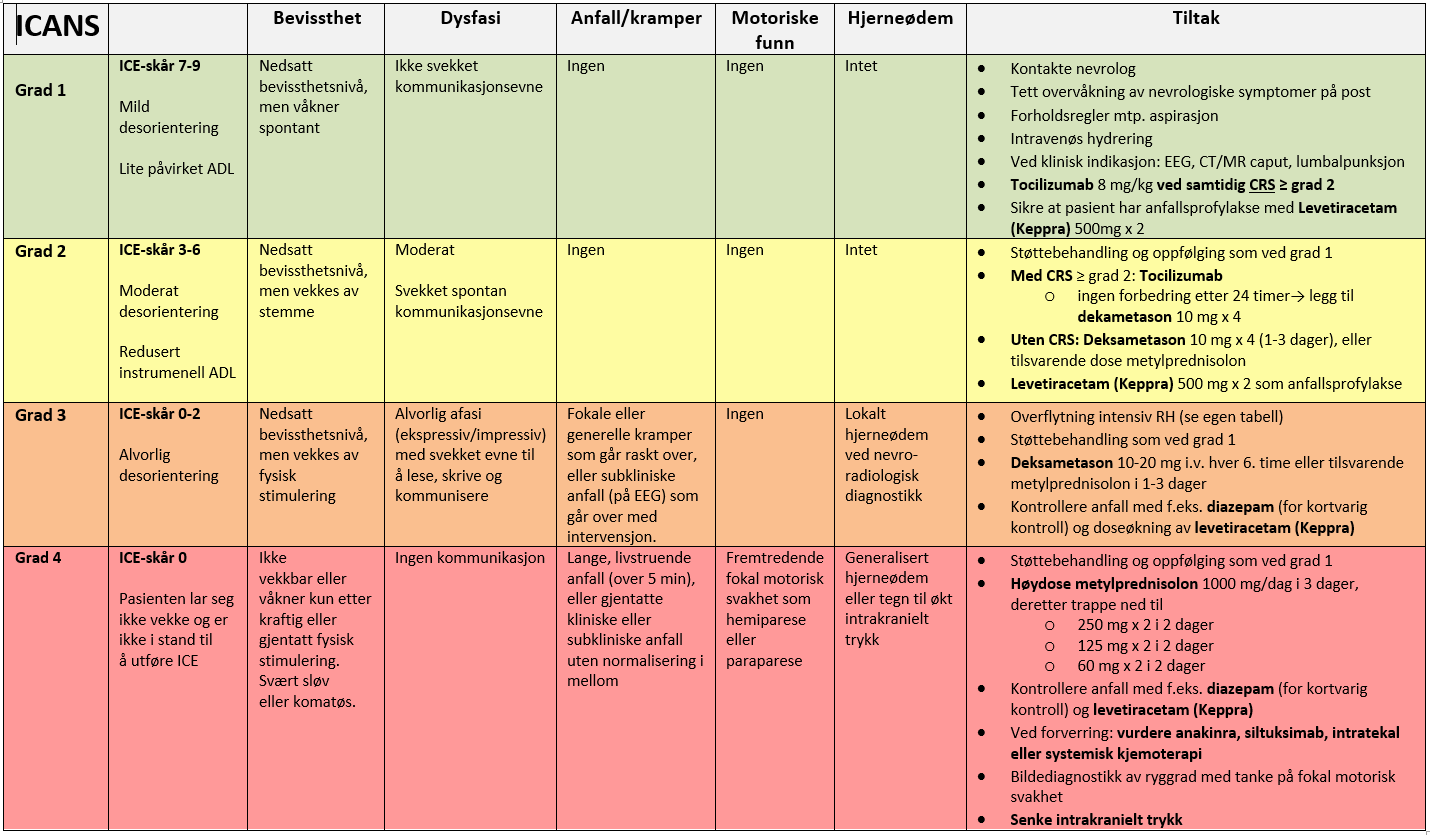 ICANS
Bevissthet
Dysfasi
Anfall/kramper
Motoriske
funn
Hjerneødem
Tiltak
Grad 1
ICE-skår 7-9
Mild
desorientering
Lite påvirket ADL
Nedsatt
bevissthetsnivå,
men våkner
spontant
Ikke svekket
kommunikasjonsevne
Ingen
Ingen
Intet
● Kontakte nevrolog
● Tett overvåkning av nevrologiske symptomer på post
● Forholdsregler mtp. aspirasjon
● Intravenøs hydrering
● Ved klinisk indikasjon: EEG, CT/MR caput, lumbalpunksjon
● Tocilizumab 8 mg/kg ved samtidig CRS ≥ grad 2
● Sikre at pasient har anfallsprofylakse med Levetiracetam
(Keppra) 500mg x 2
Grad 2
ICE-skår 3-6
Moderat
desorientering
Redusert
instrumenell ADL
Nedsatt
bevissthetsnivå,
men vekkes av
stemme
Moderat
Svekket spontan
kommunikasjonsevne
Ingen
Ingen
Intet
● Støttebehandling og oppfølging som ved grad 1
● Med CRS ≥ grad 2: Tocilizumab
o ingen forbedring etter 24 timer→ legg til
dekametason 10 mg x 4
● Uten CRS: Deksametason 10 mg x 4 (1-3 dager), eller
tilsvarende dose metylprednisolon
● Levetiracetam (Keppra) 500 mg x 2 som anfallsprofylakse
Grad 3
ICE-skår 0-2
Alvorlig
desorientering
Nedsatt
bevissthetsnivå,
men vekkes av
fysisk
stimulering
Alvorlig afasi
(ekspressiv/impressiv)
med svekket evne til
å lese, skrive og
kommunisere
Fokale eller
generelle kramper
som går raskt over,
eller subkliniske
anfall (på EEG) som
går over med
intervensjon.
Ingen
Lokalt
hjerneødem
ved nevro-
radiologisk
diagnostikk
● Overflytning intensiv RH (se egen tabell)
● Støttebehandling som ved grad 1
● Deksametason 10-20 mg i.v. hver 6. time eller tilsvarende
metylprednisolon i 1-3 dager
● Kontrollere anfall med f.eks. diazepam (for kortvarig
kontroll) og doseøkning av levetiracetam (Keppra)
Grad 4
ICE-skår 0
Pasienten lar seg
ikke vekke og er
ikke i stand til
å utføre ICE
Ikke
vekkbar eller
våkner kun etter
kraftig eller
gjentatt fysisk
stimulering.
Svært sløv
eller komatøs.
Ingen kommunikasjon
Lange, livstruende
anfall (over 5 min),
eller gjentatte
kliniske eller
subkliniske anfall
uten normalisering i
mellom
Fremtredende
fokal motorisk
svakhet som
hemiparese
eller
paraparese
Generalisert
hjerneødem
eller tegn til økt
intrakranielt
trykk
● Støttebehandling og oppfølging som ved grad 1
● Høydose metylprednisolon 1000 mg/dag i 3 dager,
deretter trappe ned til
o 250 mg x 2 i 2 dager
o 125 mg x 2 i 2 dager
o 60 mg x 2 i 2 dager
● Kontrollere anfall med f.eks. diazepam (for kortvarig
kontroll) og levetiracetam (Keppra)
● Ved forverring: vurdere anakinra, siltuksimab, intratekal
eller systemisk kjemoterapi
● Bildediagnostikk av ryggrad med tanke på fokal motorisk
svakhet
● Senke intrakranielt trykk